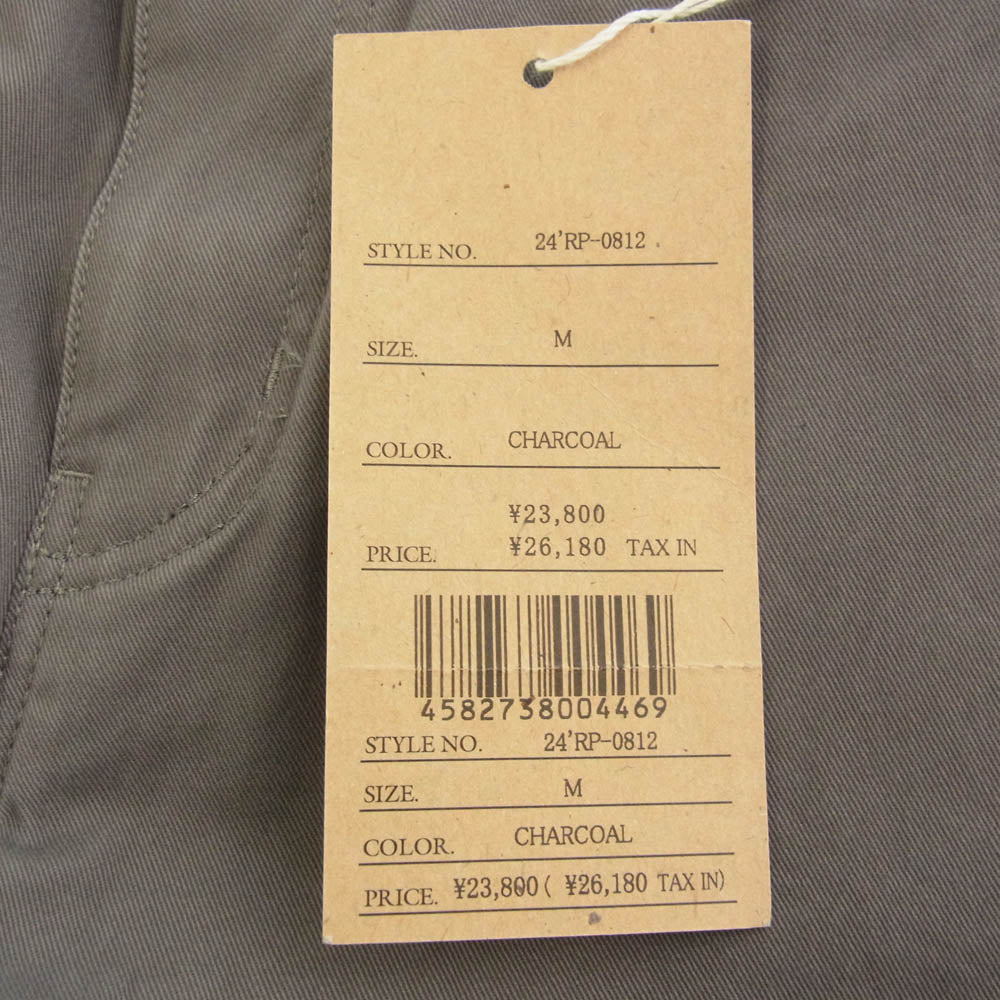 STYLE NO. 24'RP-0812
SIZE. M
COLOR. CHARCOAL
¥23,800
PRICE. ¥26,180 TAX IN
4582738004469
STYLE NO. 24'RP-0812
SIZE. M
COLOR. CHARCOAL
PRICE. ¥23,800 ( ¥26,180 TAX IN)